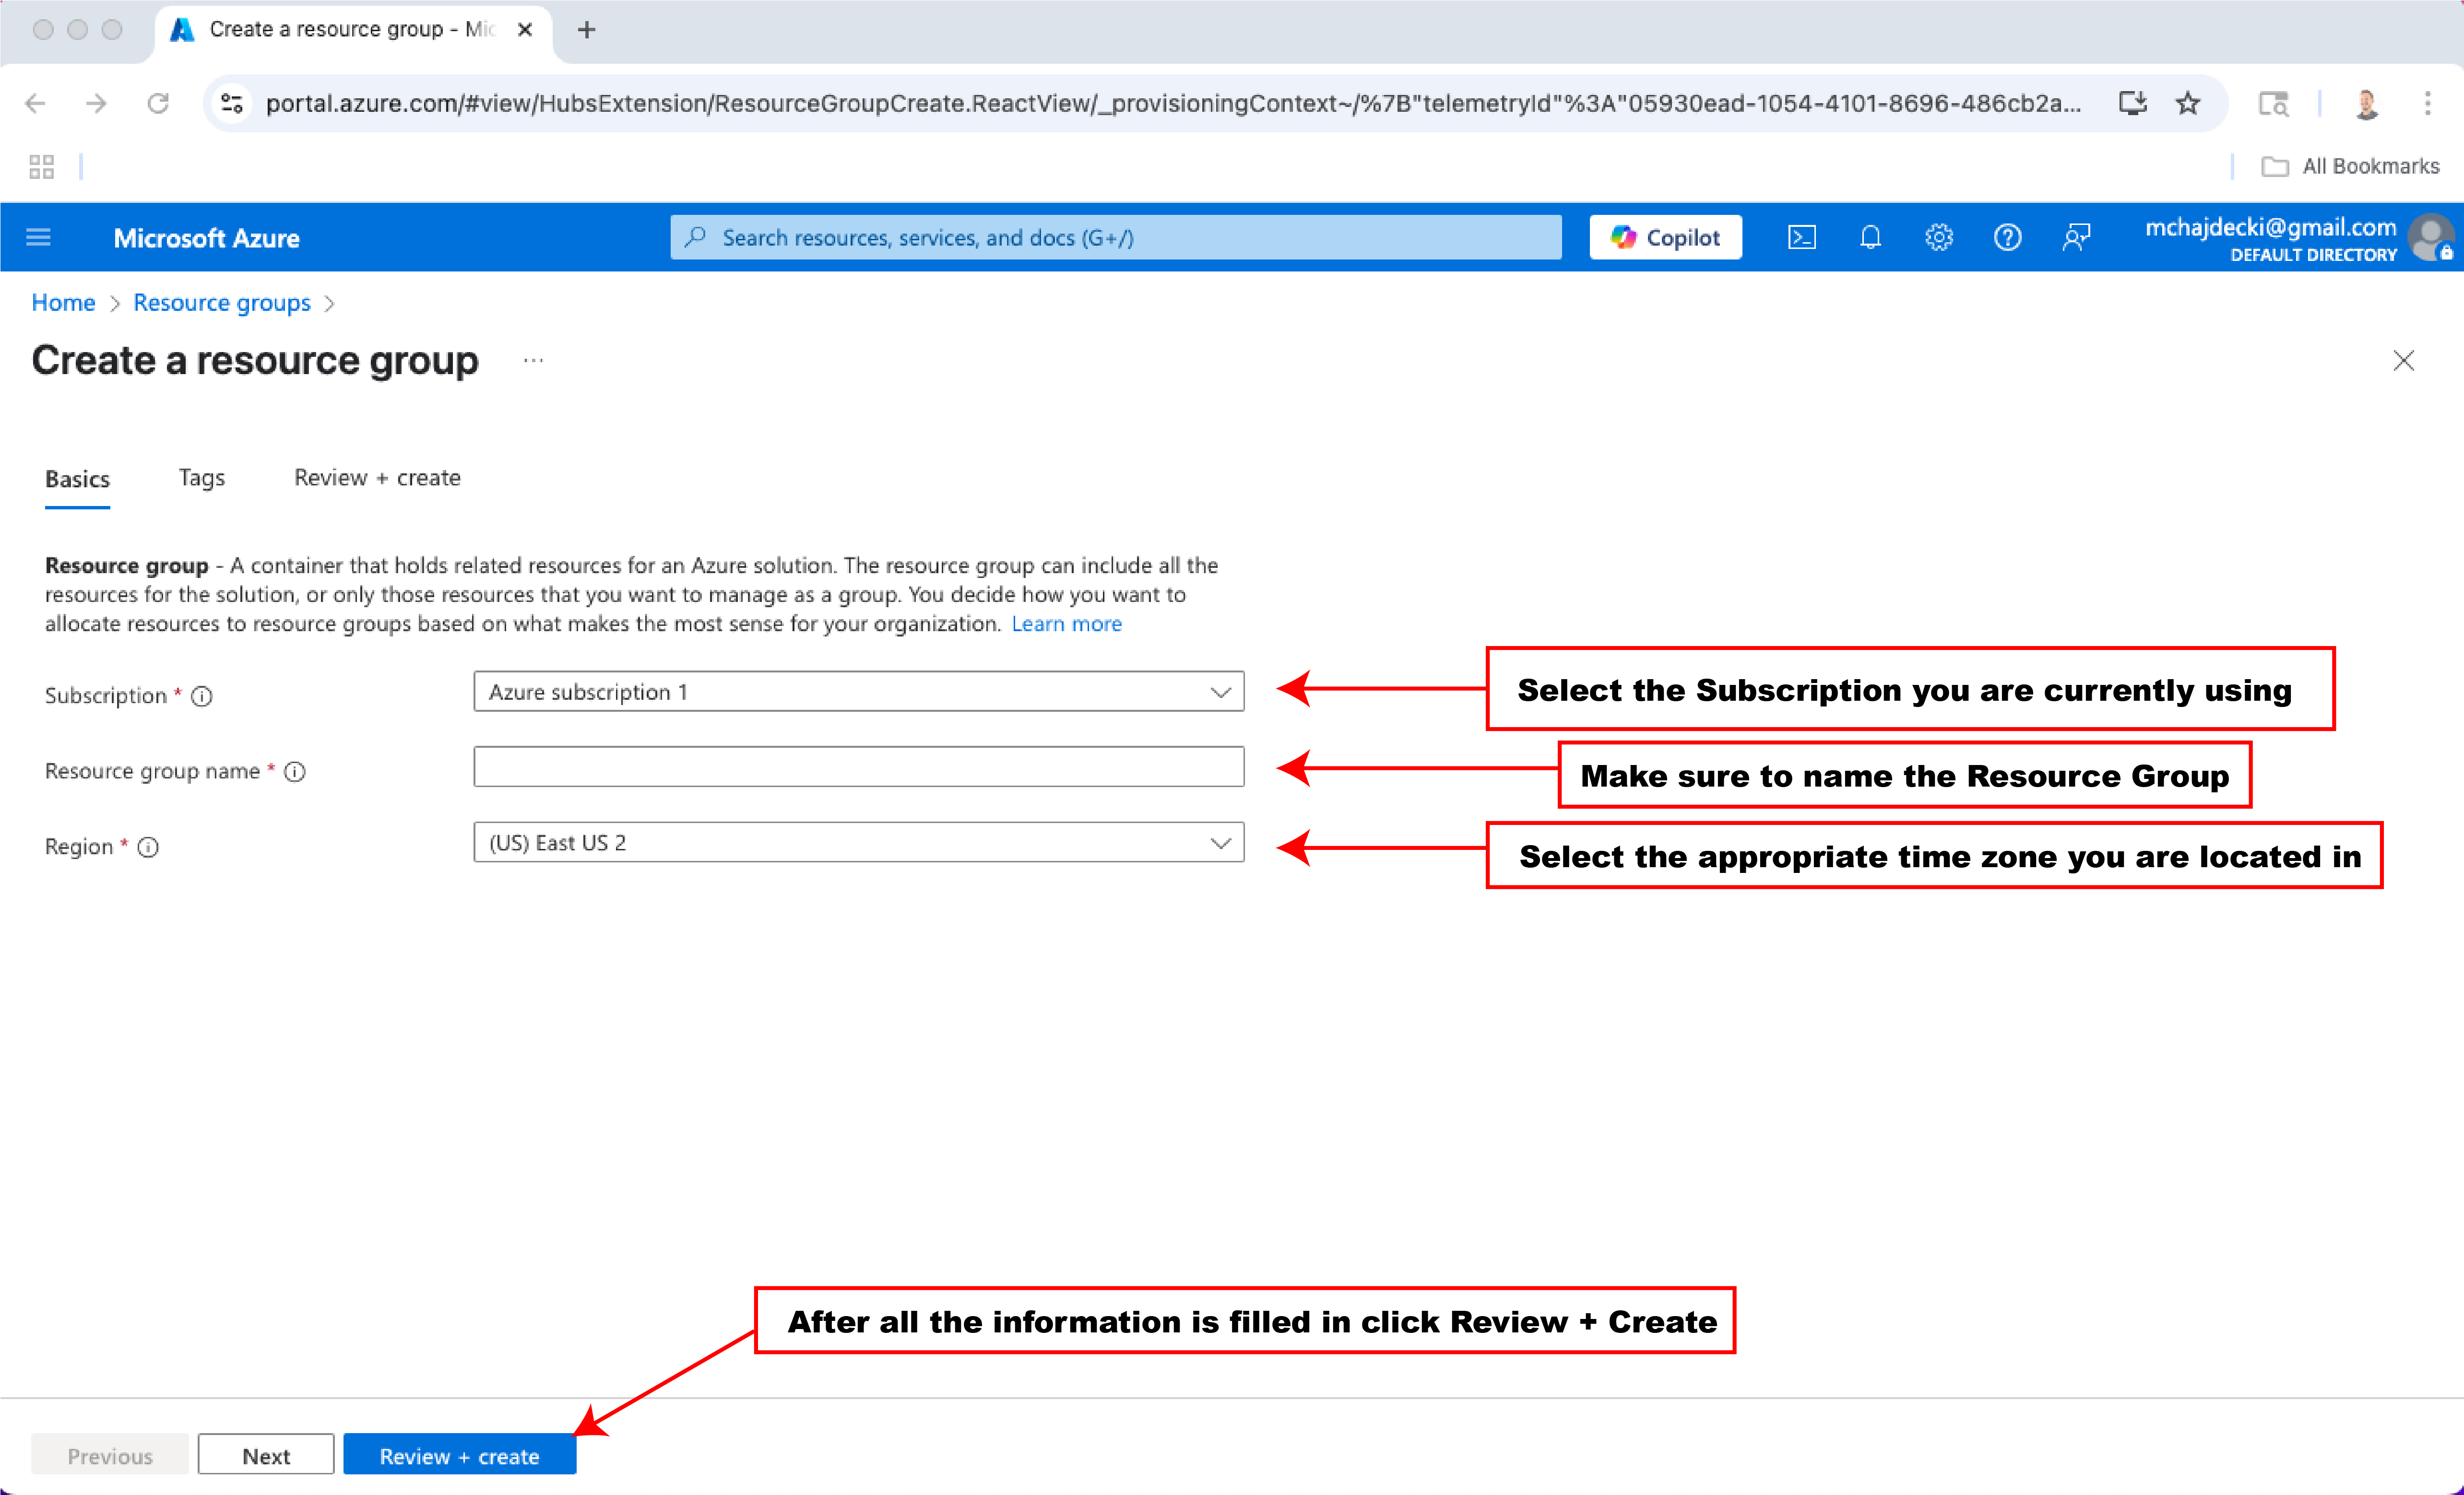 Create a resource group - Mic
portal.azure.com/#view/HubsExtension/ResourceGroupCreate.ReactView/_provisioningContext~/%7B"telemetryId"%3A"05930ead-1054-4101-8696-486cb2a...
All Bookmarks
Microsoft Azure
Search resources, services, and docs (G+/)
Copilot
mchajdecki@gmail.com
DEFAULT DIRECTORY
Home > Resource groups >
Create a resource group ...
Basics Tags Review + create
Resource group - A container that holds related resources for an Azure solution. The resource group can include all the
resources for the solution, or only those resources that you want to manage as a group. You decide how you want to
allocate resources to resource groups based on what makes the most sense for your organization. Learn more
Subscription *
Azure subscription 1
Select the Subscription you are currently using
Resource group name *
Make sure to name the Resource Group
Region *
(US) East US 2
Select the appropriate time zone you are located in
After all the information is filled in click Review + Create
Previous
Next
Review + create